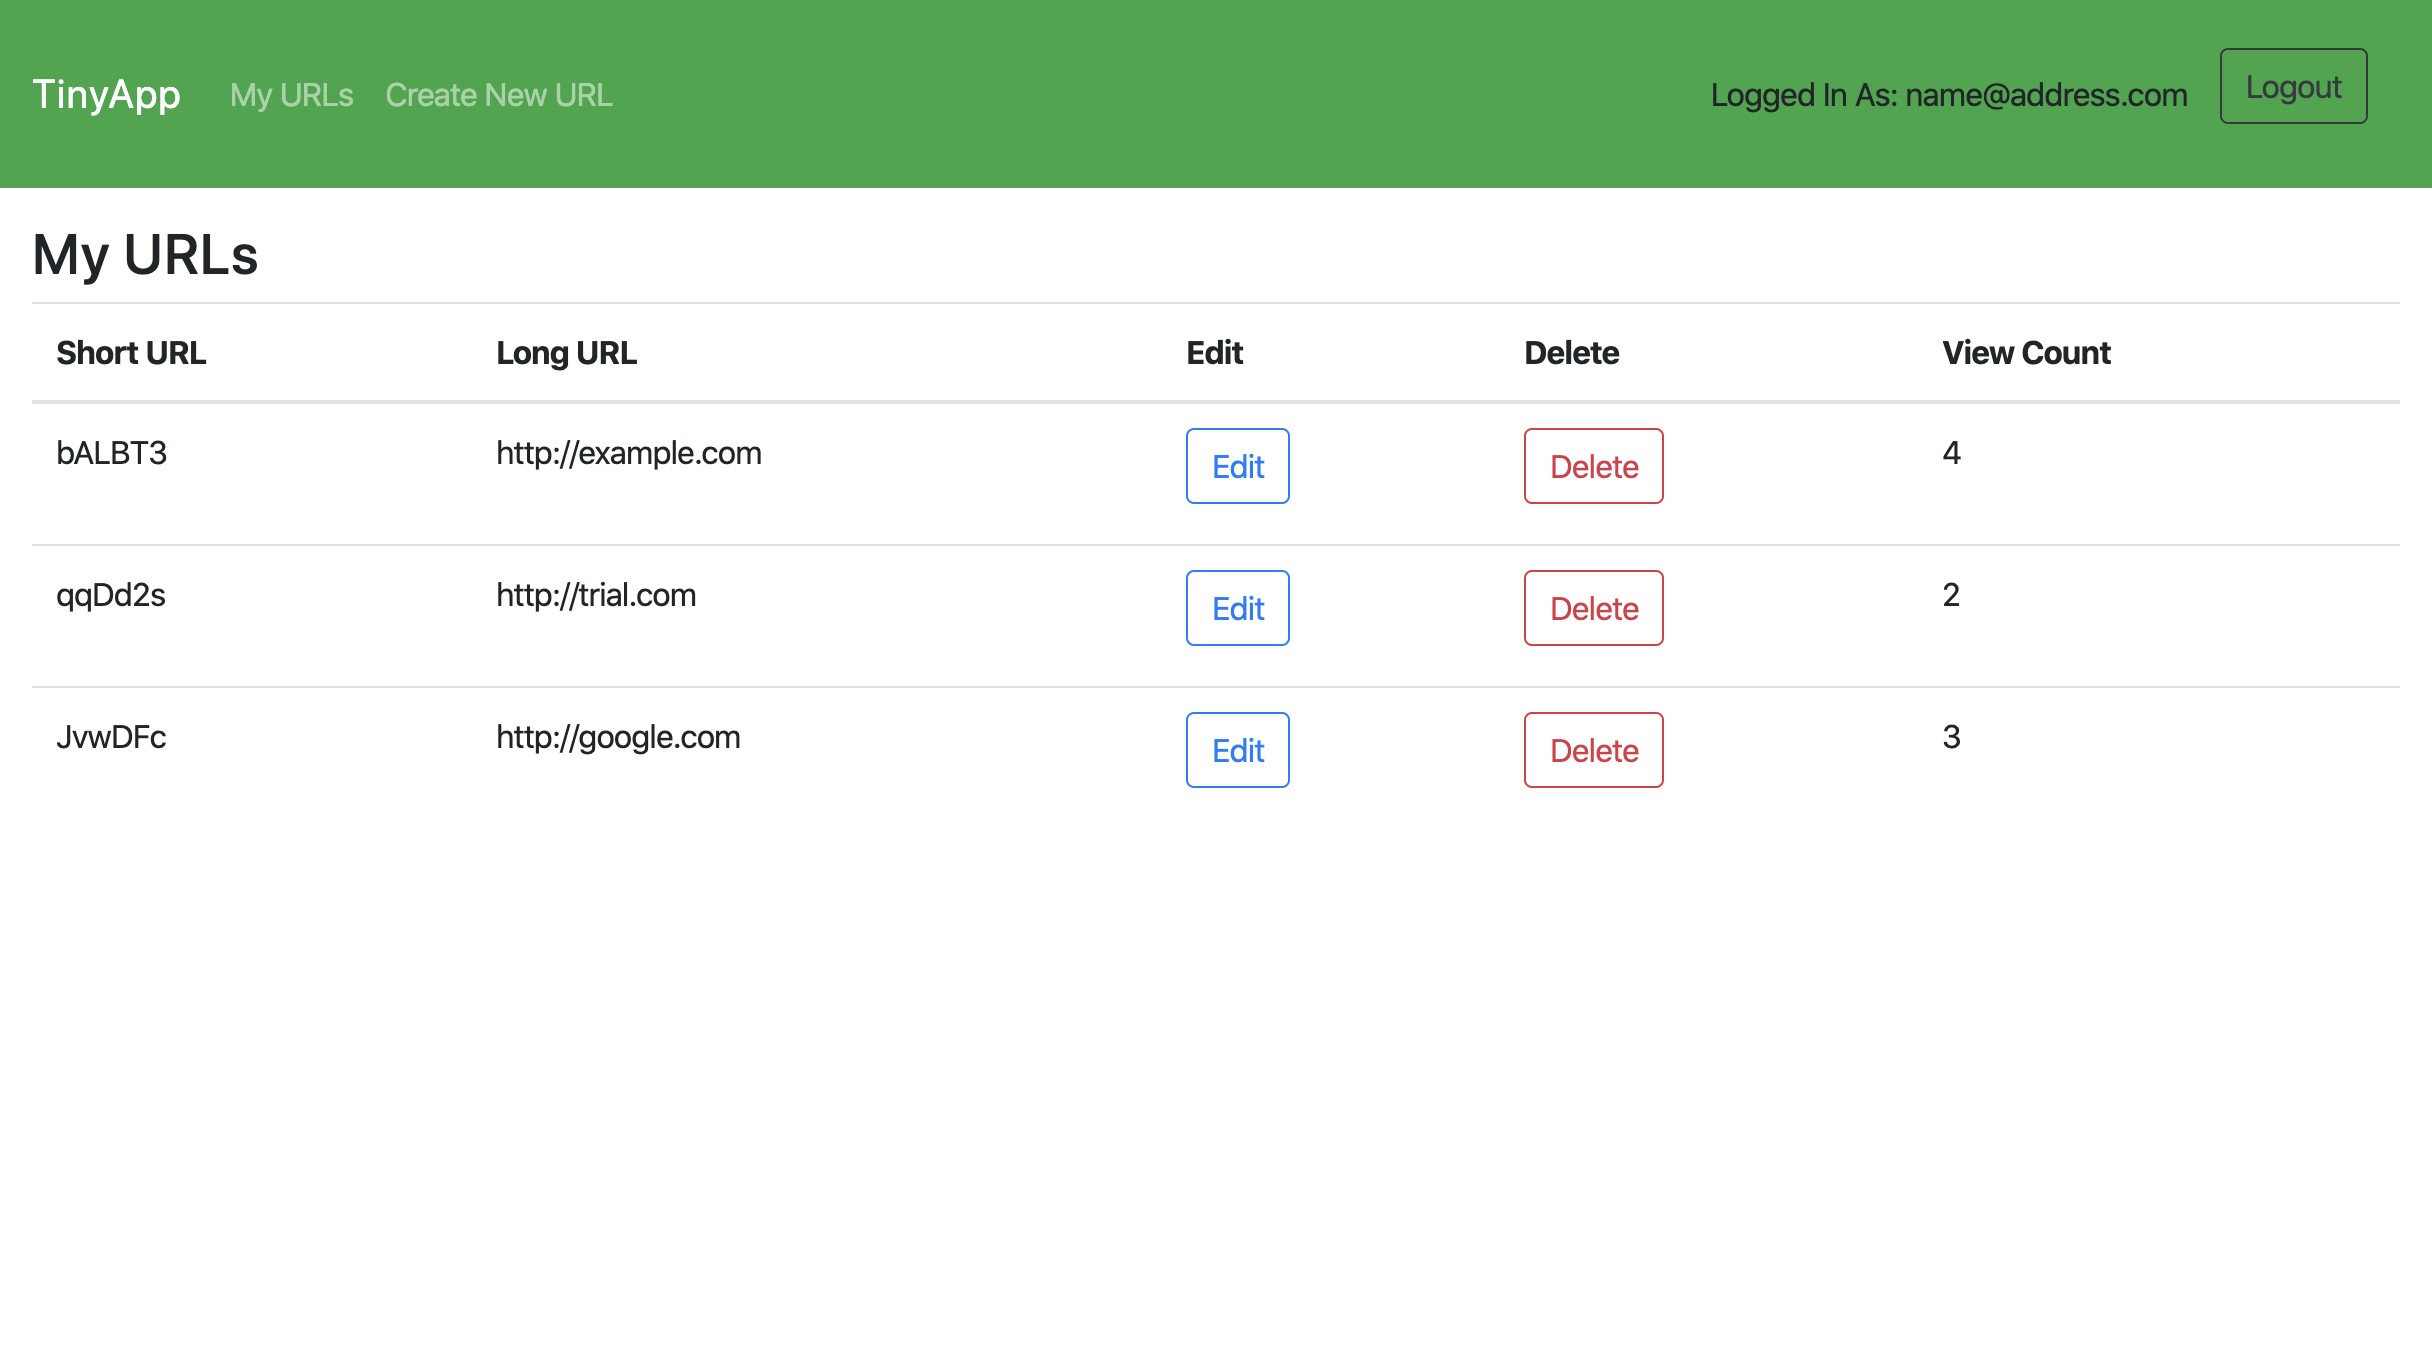 TinyApp My URLs Create New URL Logged In As: name@address.com Logout
My URLs
Short URL Long URL Edit Delete View Count
bALBT3 http://example.com Edit Delete 4
qqDd2s http://trial.com Edit Delete 2
JvwDFc http://google.com Edit Delete 3